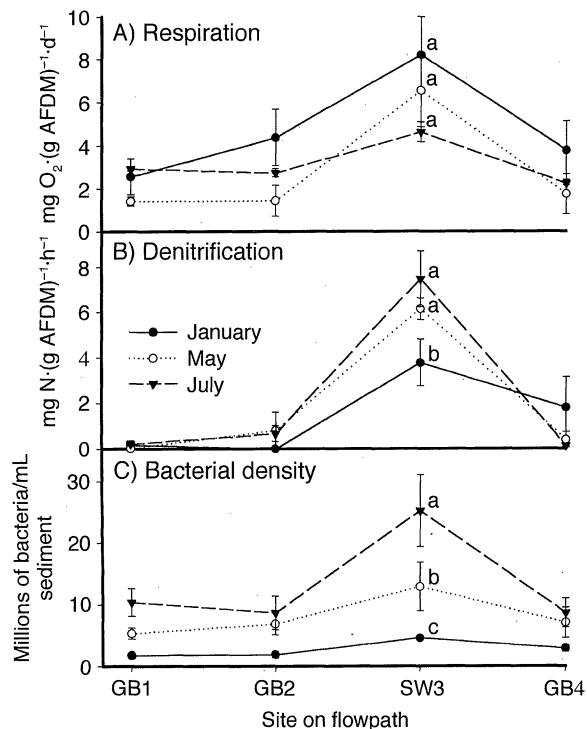 A) Respiration
mg O₂·(g AFDM)⁻¹·d⁻¹
10
8
6
4
2
0
a
a
a
B) Denitrification
mg N·(g AFDM)⁻¹·h⁻¹
8
6
4
2
0
January
May
July
a
a
b
C) Bacterial density
Millions of bacteria/mL
sediment
30
20
10
0
a
b
c
GB1 GB2 SW3 GB4
Site on flowpath